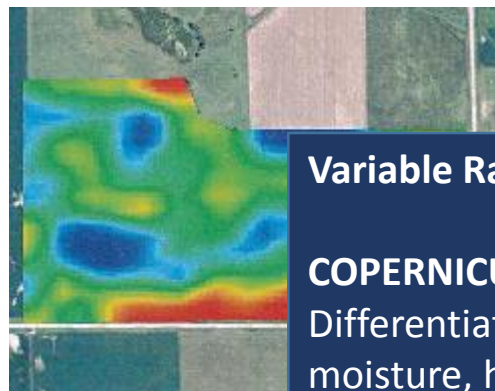 Variable Ra
COPERNICU
Differentiat
moisture, h